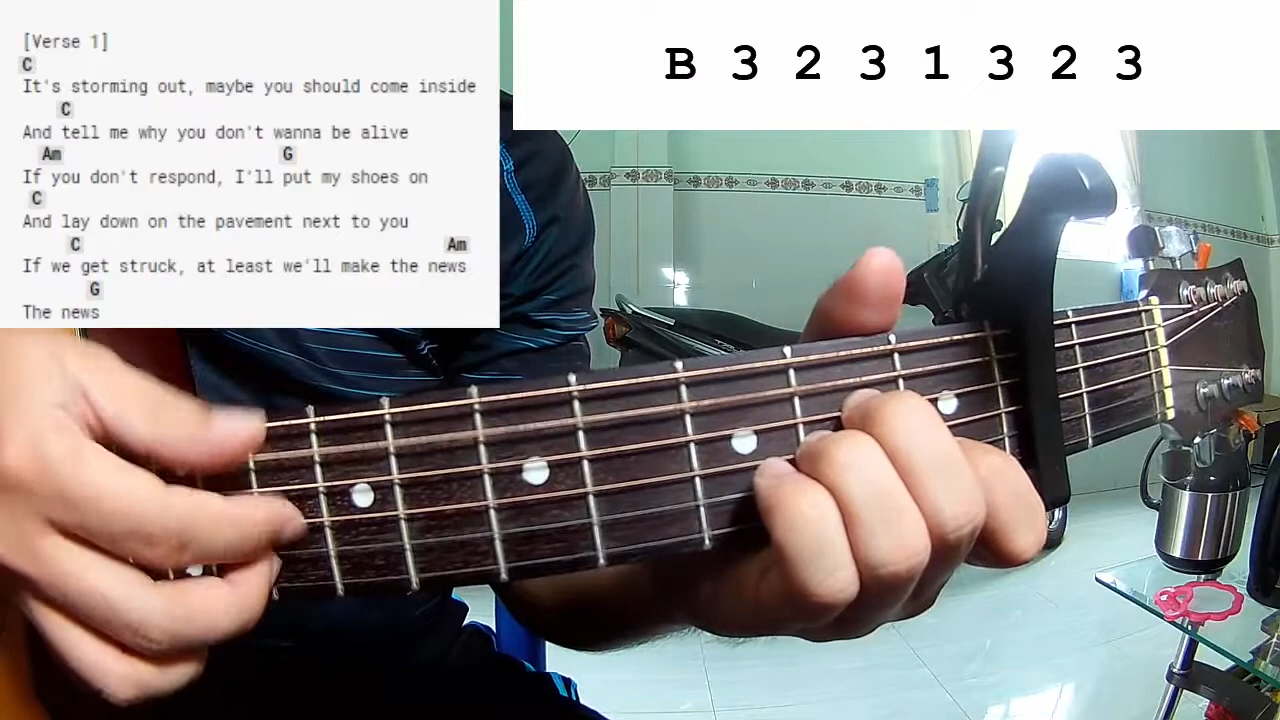 [Verse 1]
C
It's storming out, maybe you should come inside
C
And tell me why you don't wanna be alive
Am G
If you don't respond, I'll put my shoes on
C
And lay down on the pavement next to you
C Am
If we get struck, at least we'll make the news
G
The news
B 3 2 3 1 3 2 3